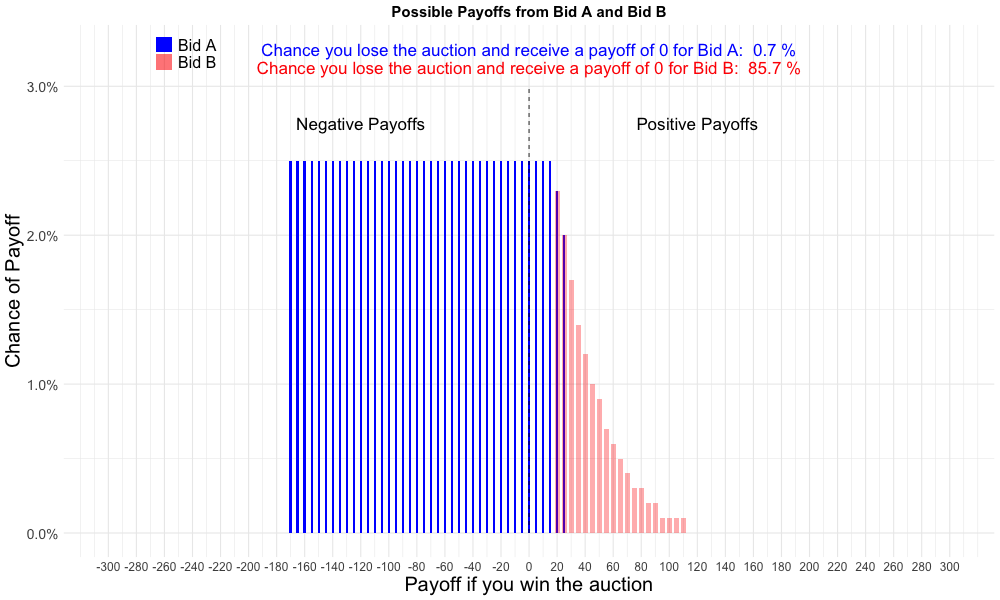 Possible Payoffs from Bid A and Bid B
Bid A
Bid B
Chance you lose the auction and receive a payoff of 0 for Bid A:  0.7 %
Chance you lose the auction and receive a payoff of 0 for Bid B:  85.7 %
Negative Payoffs
Positive Payoffs
Chance of Payoff
3.0%
2.0%
1.0%
0.0%
-300 -280 -260 -240 -220 -200 -180 -160 -140 -120 -100 -80 -60 -40 -20 0 20 40 60 80 100 120 140 160 180 200 220 240 260 280 300
Payoff if you win the auction